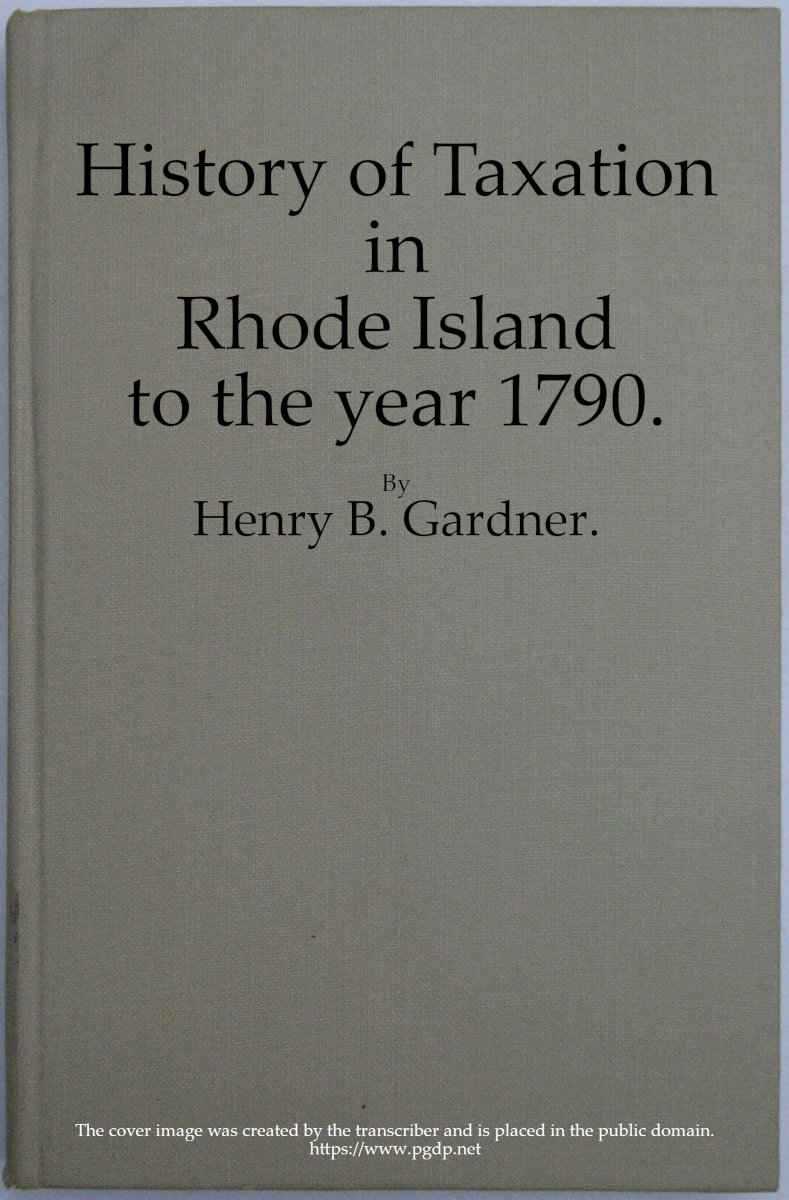 History of Taxation
in
Rhode Island
to the year 1790.
By
Henry B. Gardner.
The cover image was created by the transcriber and is placed in the public domain.
https://www.pgdp.net